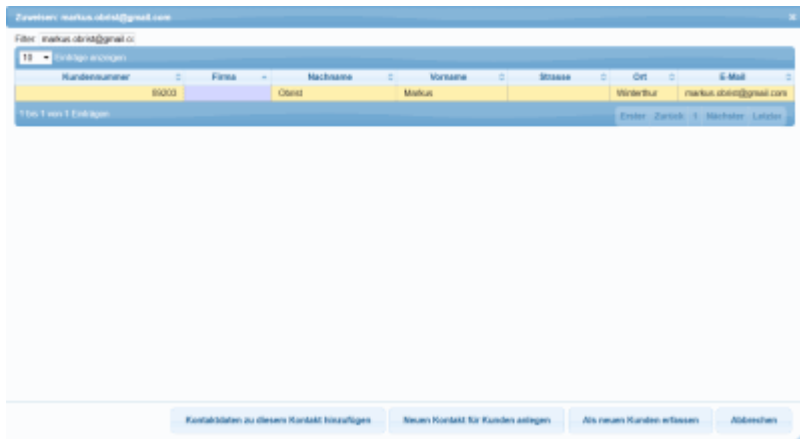 Zuweisen: markus.obrist@gmail.com
Filter: markus.obrist@gmail.cc
10 Einträge anzeigen
Kundennummer Firma Nachname Vorname Strasse Ort E-Mail
89203 Obrist Markus Winterthur markus.obrist@gmail.com
1 bis 1 von 1 Einträgen Erster Zurück 1 Nächster Letzter
Kontaktdaten zu diesem Kontakt hinzufügen Neuen Kontakt für Kunden anlegen Als neuen Kunden erfassen Abbrechen